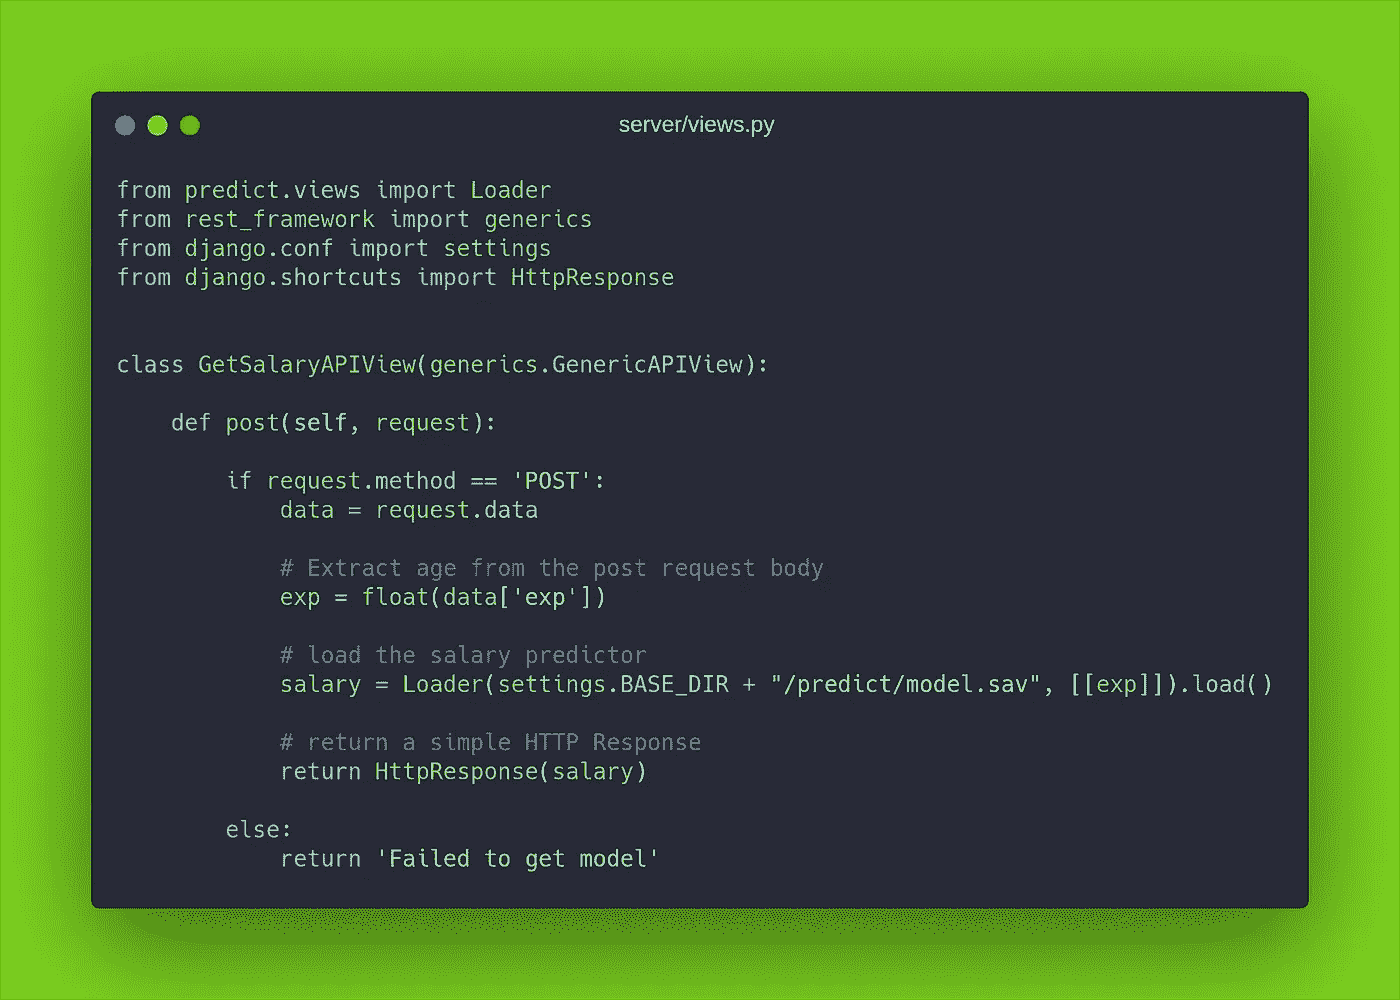 server/views.py
from predict.views import Loader
from rest_framework import generics
from django.conf import settings
from django.shortcuts import HttpResponse
class GetSalaryAPIView(generics.GenericAPIView):
    def post(self, request):
        if request.method == 'POST':
            data = request.data
            # Extract age from the post request body
            exp = float(data['exp'])
            # load the salary predictor
            salary = Loader(settings.BASE_DIR + "/predict/model.sav", [[exp]]).load()
            # return a simple HTTP Response
            return HttpResponse(salary)
        else:
            return 'Failed to get model'